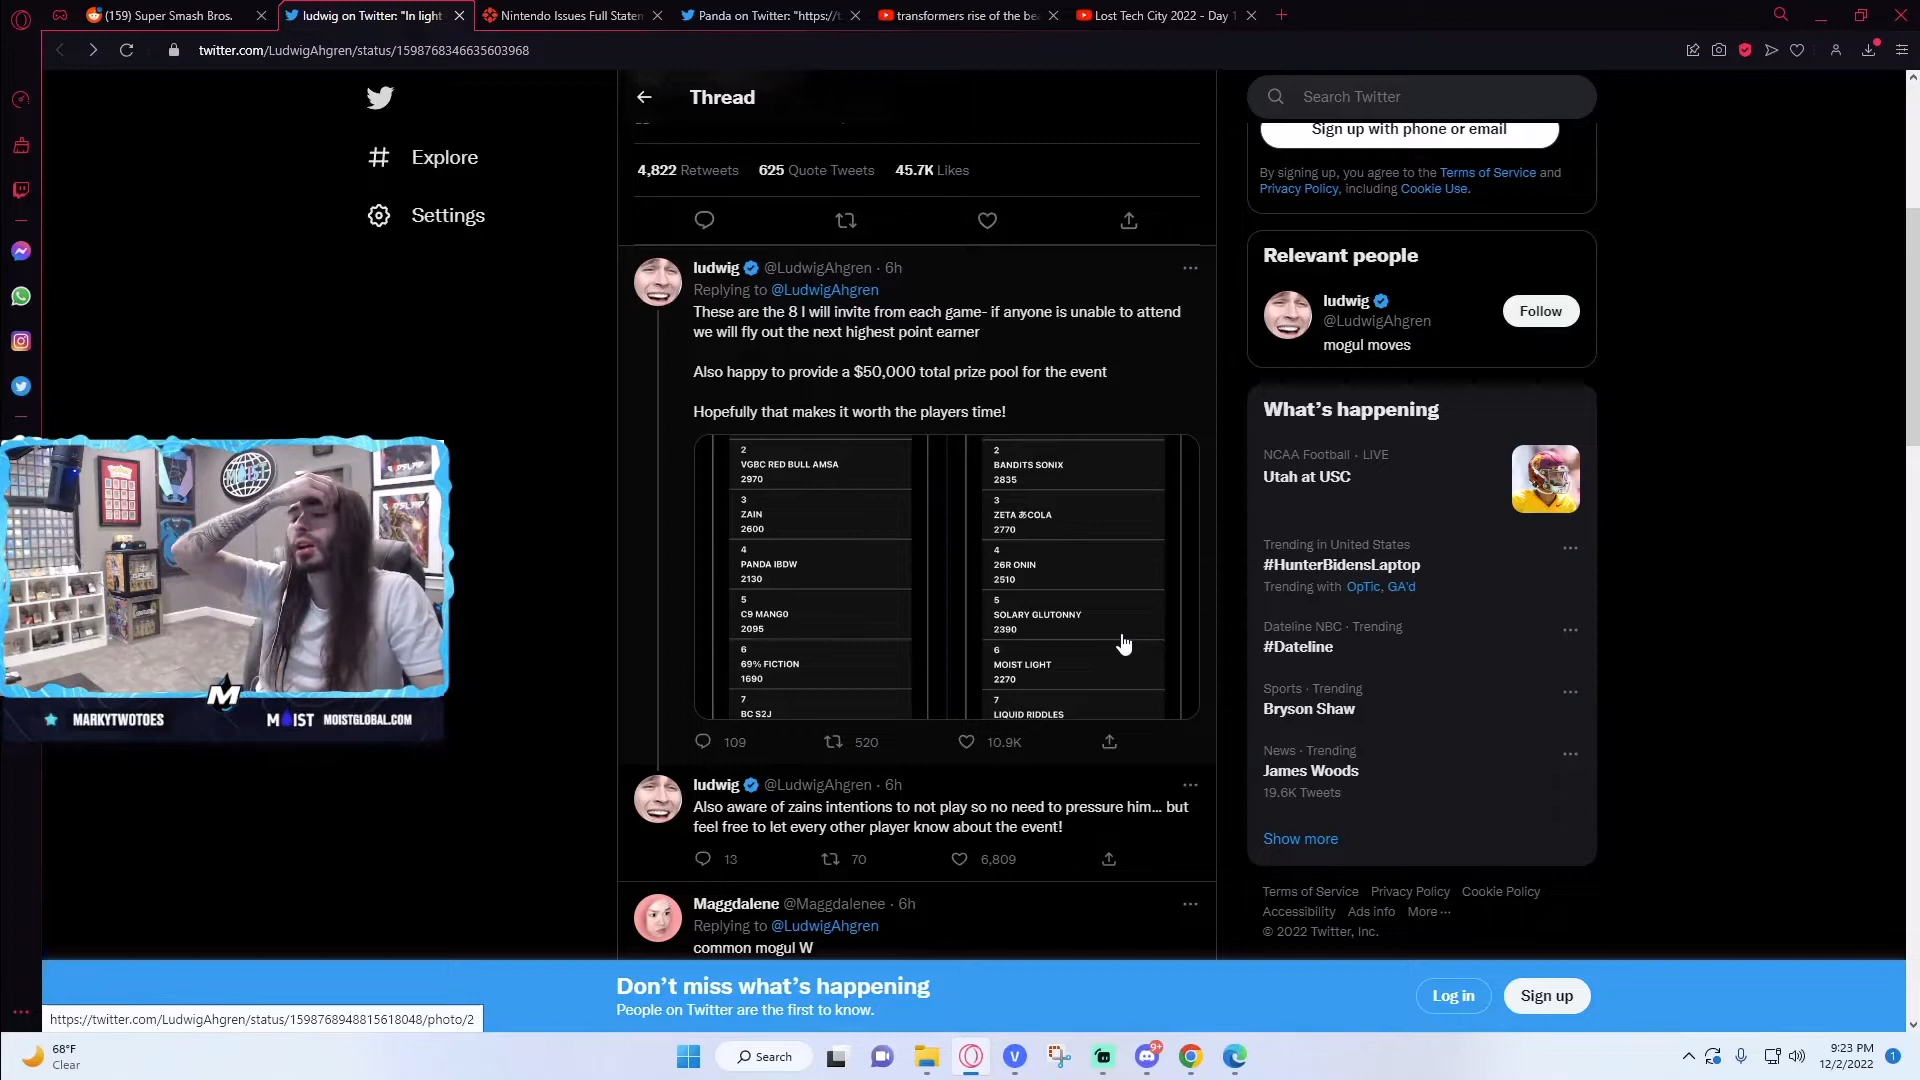 (159) Super Smash Bros.
ludwig on Twitter: "In light
Nintendo Issues Full Staten
Panda on Twitter: "https://t
transformers rise of the be
Lost Tech City 2022 - Day 1
twitter.com/LudwigAhgren/status/1598768346635603968
Explore
Settings
Thread
4,822 Retweets 625 Quote Tweets 45.7K Likes
ludwig @LudwigAhgren · 6h
Replying to @LudwigAhgren
These are the 8 I will invite from each game- if anyone is unable to attend
we will fly out the next highest point earner
Also happy to provide a $50,000 total prize pool for the event
Hopefully that makes it worth the players time!
2
VGBC RED BULL AMSA
2970
3
ZAIN
2600
4
PANDA IBDW
2130
5
C9 MANG0
2095
6
69% FICTION
1690
7
BC S2J
2
BANDITS SONIX
2835
3
ZETA あCOLA
2770
4
26R ONIN
2510
5
SOLARY GLUTONNY
2390
6
MOIST LIGHT
2270
7
LIQUID RIDDLES
109 520 10.9K
ludwig @LudwigAhgren · 6h
Also aware of zains intentions to not play so no need to pressure him... but
feel free to let every other player know about the event!
13 70 6,809
Maggdalene @Maggdalenee · 6h
Replying to @LudwigAhgren
common mogul W
Search Twitter
Sign up with phone or email
By signing up, you agree to the Terms of Service and
Privacy Policy, including Cookie Use.
Relevant people
ludwig
@LudwigAhgren
mogul moves
Follow
What's happening
NCAA Football · LIVE
Utah at USC
Trending in United States
#HunterBidensLaptop
Trending with OpTic, GA'd
Dateline NBC · Trending
#Dateline
Sports · Trending
Bryson Shaw
News · Trending
James Woods
19.6K Tweets
Show more
Terms of Service Privacy Policy Cookie Policy
Accessibility Ads info More ···
© 2022 Twitter, Inc.
MOIST
M
MARKYTWOTOES
MOIST MOISTGLOBAL.COM
Don't miss what's happening
People on Twitter are the first to know.
Log in
Sign up
https://twitter.com/LudwigAhgren/status/1598768948815618048/photo/2
68°F
Clear
Search
V
9+
9:23 PM
12/2/2022
1